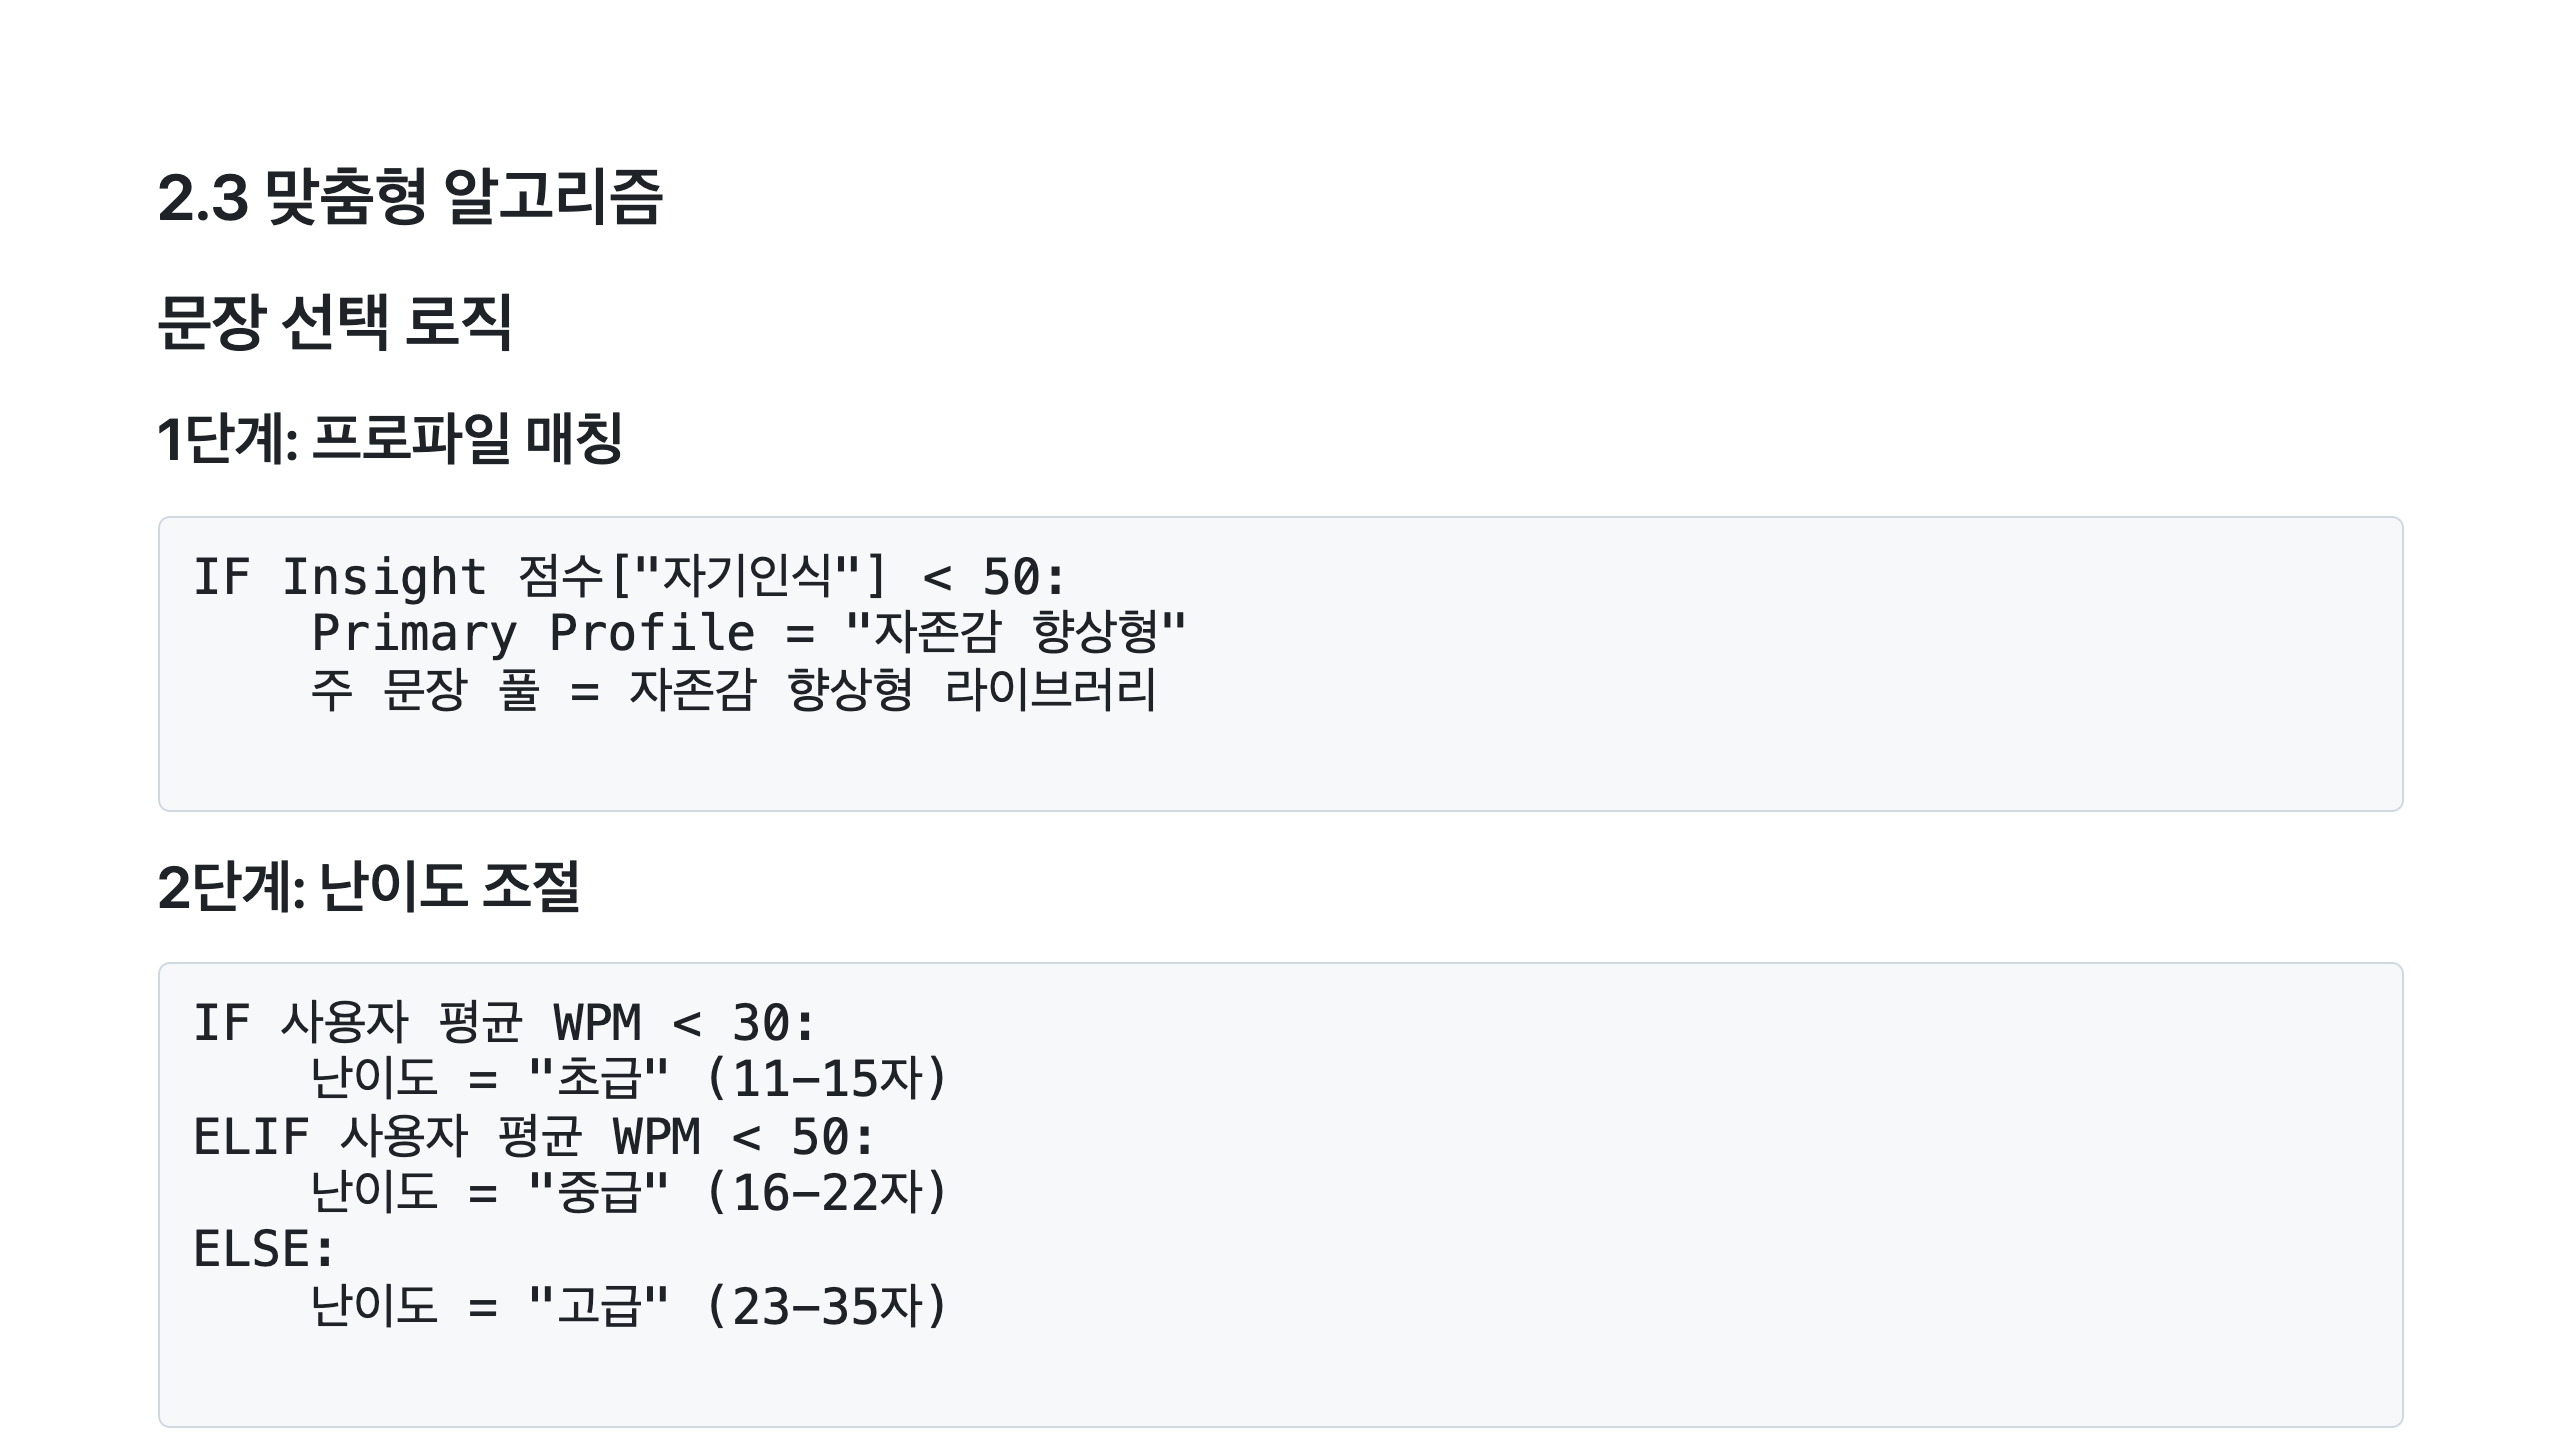 2.3 맞춤형 알고리즘
문장 선택 로직
1단계: 프로파일 매칭
IF Insight 점수["자기인식"] < 50:
    Primary Profile = "자존감 향상형"
    주 문장 풀 = 자존감 향상형 라이브러리
2단계: 난이도 조절
IF 사용자 평균 WPM < 30:
    난이도 = "초급" (11-15자)
ELIF 사용자 평균 WPM < 50:
    난이도 = "중급" (16-22자)
ELSE:
    난이도 = "고급" (23-35자)